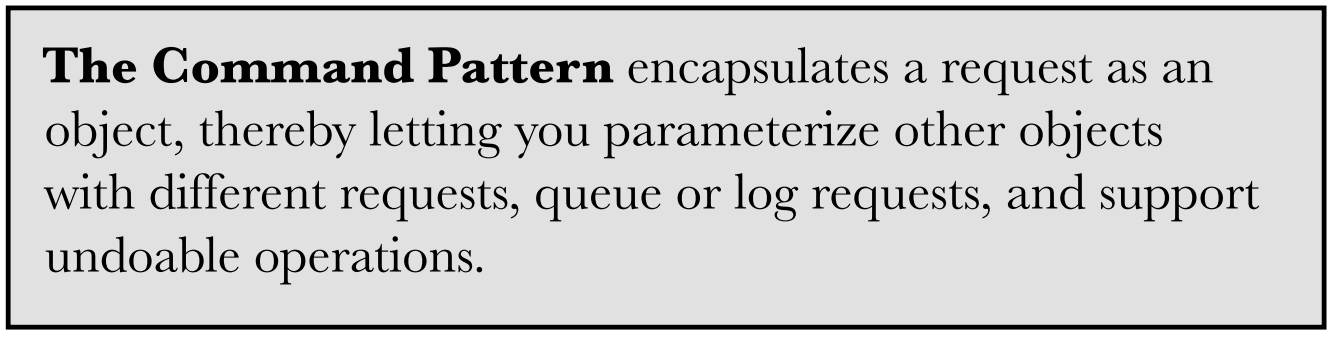 The Command Pattern encapsulates a request as an
object, thereby letting you parameterize other objects
with different requests, queue or log requests, and support
undoable operations.